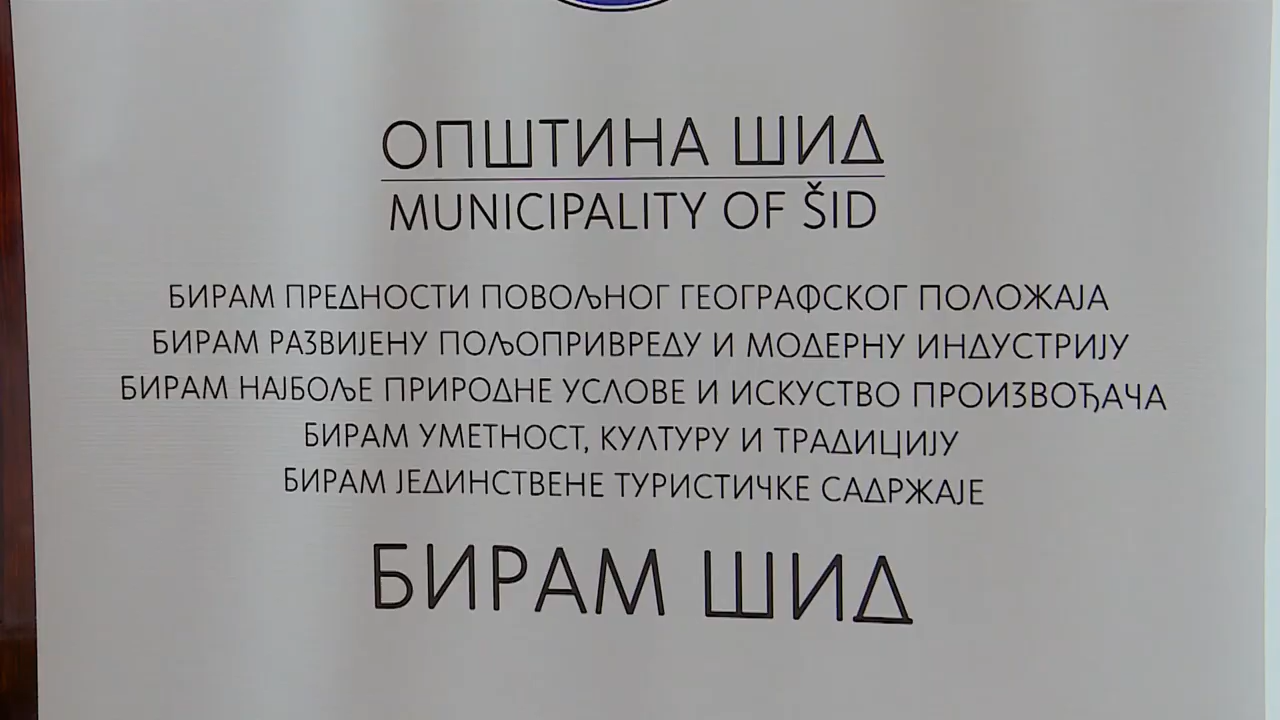 ОПШТИНА ШИД
MUNICIPALITY OF ŠID
БИРАМ ПРЕДНОСТИ ПОВОЉНОГ ГЕОГРАФСКОГ ПОЛОЖАЈА
БИРАМ РАЗВИЈЕНУ ПОЉОПРИВРЕДУ И МОДЕРНУ ИНДУСТРИЈУ
БИРАМ НАЈБОЉЕ ПРИРОДНЕ УСЛОВЕ И ИСКУСТВО ПРОИЗВОЂАЧА
БИРАМ УМЕТНОСТ, КУЛТУРУ И ТРАДИЦИЈУ
БИРАМ ЈЕДИНСТВЕНЕ ТУРИСТИЧКЕ САДРЖАЈЕ
БИРАМ ШИД